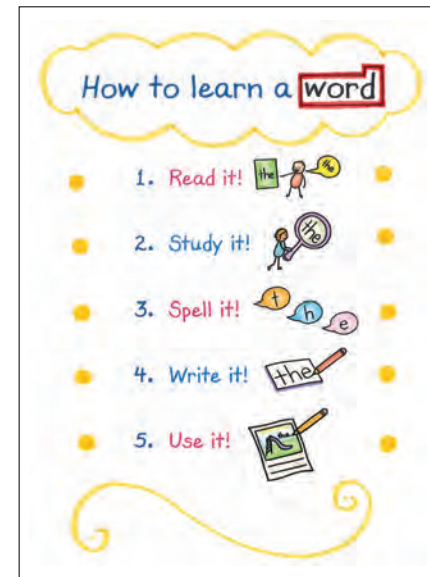 How to learn a word
1. Read it! the the
2. Study it! the
3. Spell it! t h e
4. Write it! the
5. Use it!